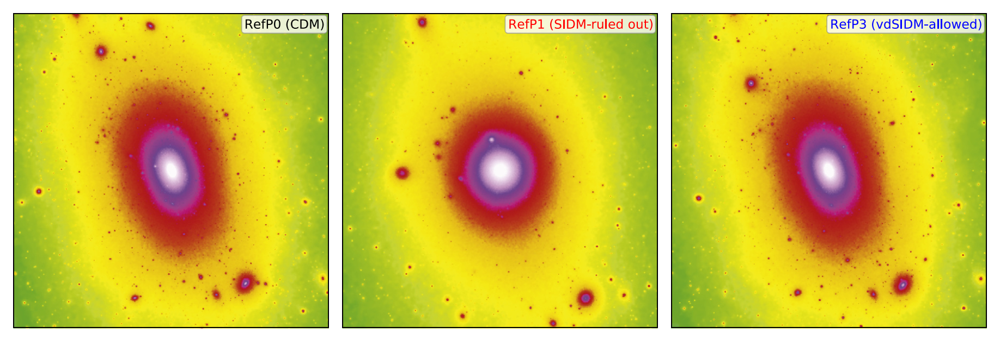 RefP0 (CDM)
RefP1 (SIDM-ruled out)
RefP3 (vdSIDM-allowed)